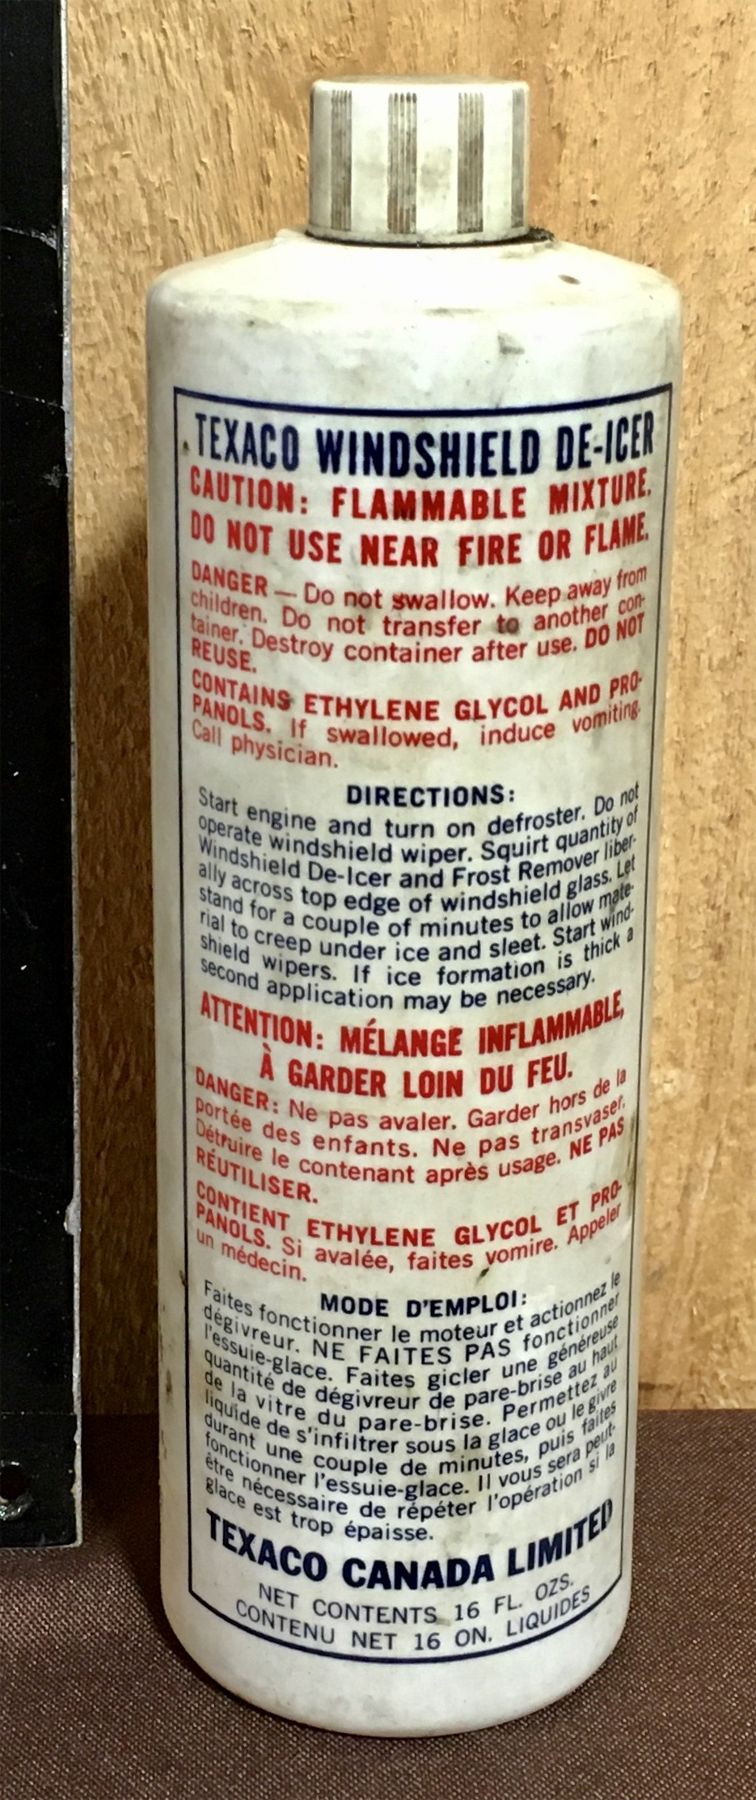 TEXACO WINDSHIELD DE-ICER
CAUTION: FLAMMABLE MIXTURE.
DO NOT USE NEAR FIRE OR FLAME.
DANGER — Do not swallow. Keep away from
children. Do not transfer to another con-
tainer. Destroy container after use. DO NOT
REUSE.
CONTAINS ETHYLENE GLYCOL AND PRO-
PANOLS. If swallowed, induce vomiting.
Call physician.
DIRECTIONS:
Start engine and turn on defroster. Do not
operate windshield wiper. Squirt quantity of
Windshield De-Icer and Frost Remover liber-
ally across top edge of windshield glass. Let
stand for a couple of minutes to allow mate-
rial to creep under ice and sleet. Start wind-
shield wipers. If ice formation is thick a
second application may be necessary.
ATTENTION: MÉLANGE INFLAMMABLE,
À GARDER LOIN DU FEU.
DANGER: Ne pas avaler. Garder hors de la
portée des enfants. Ne pas transvaser.
Détruire le contenant après usage. NE PAS
RÉUTILISER.
CONTIENT ETHYLENE GLYCOL ET PRO-
PANOLS. Si avalée, faites vomire. Appeler
un médecin.
MODE D'EMPLOI:
Faites fonctionner le moteur et actionnez le
dégivreur. NE FAITES PAS fonctionner
l'essuie-glace. Faites gicler une généreuse
quantité de dégivreur de pare-brise au haut
de la vitre du pare-brise. Permettez au
liquide de s'infiltrer sous la glace ou le givre
durant une couple de minutes, puis faites
fonctionner l'essuie-glace. Il vous sera peut-
être nécessaire de répéter l'opération si la
glace est trop épaisse.
TEXACO CANADA LIMITED
NET CONTENTS 16 FL. OZS.
CONTENU NET 16 ON. LIQUIDES